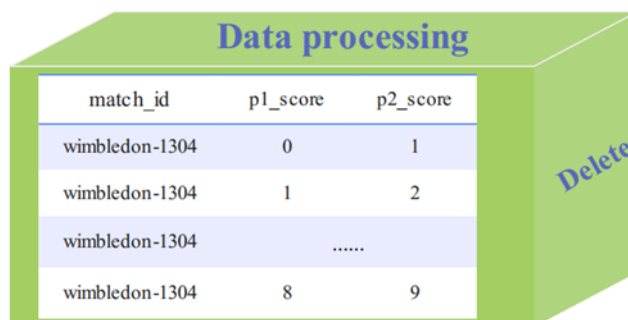 Data processing
match_id p1_score p2_score
wimbledon-1304 0 1
wimbledon-1304 1 2
wimbledon-1304 ......
wimbledon-1304 8 9
Delete